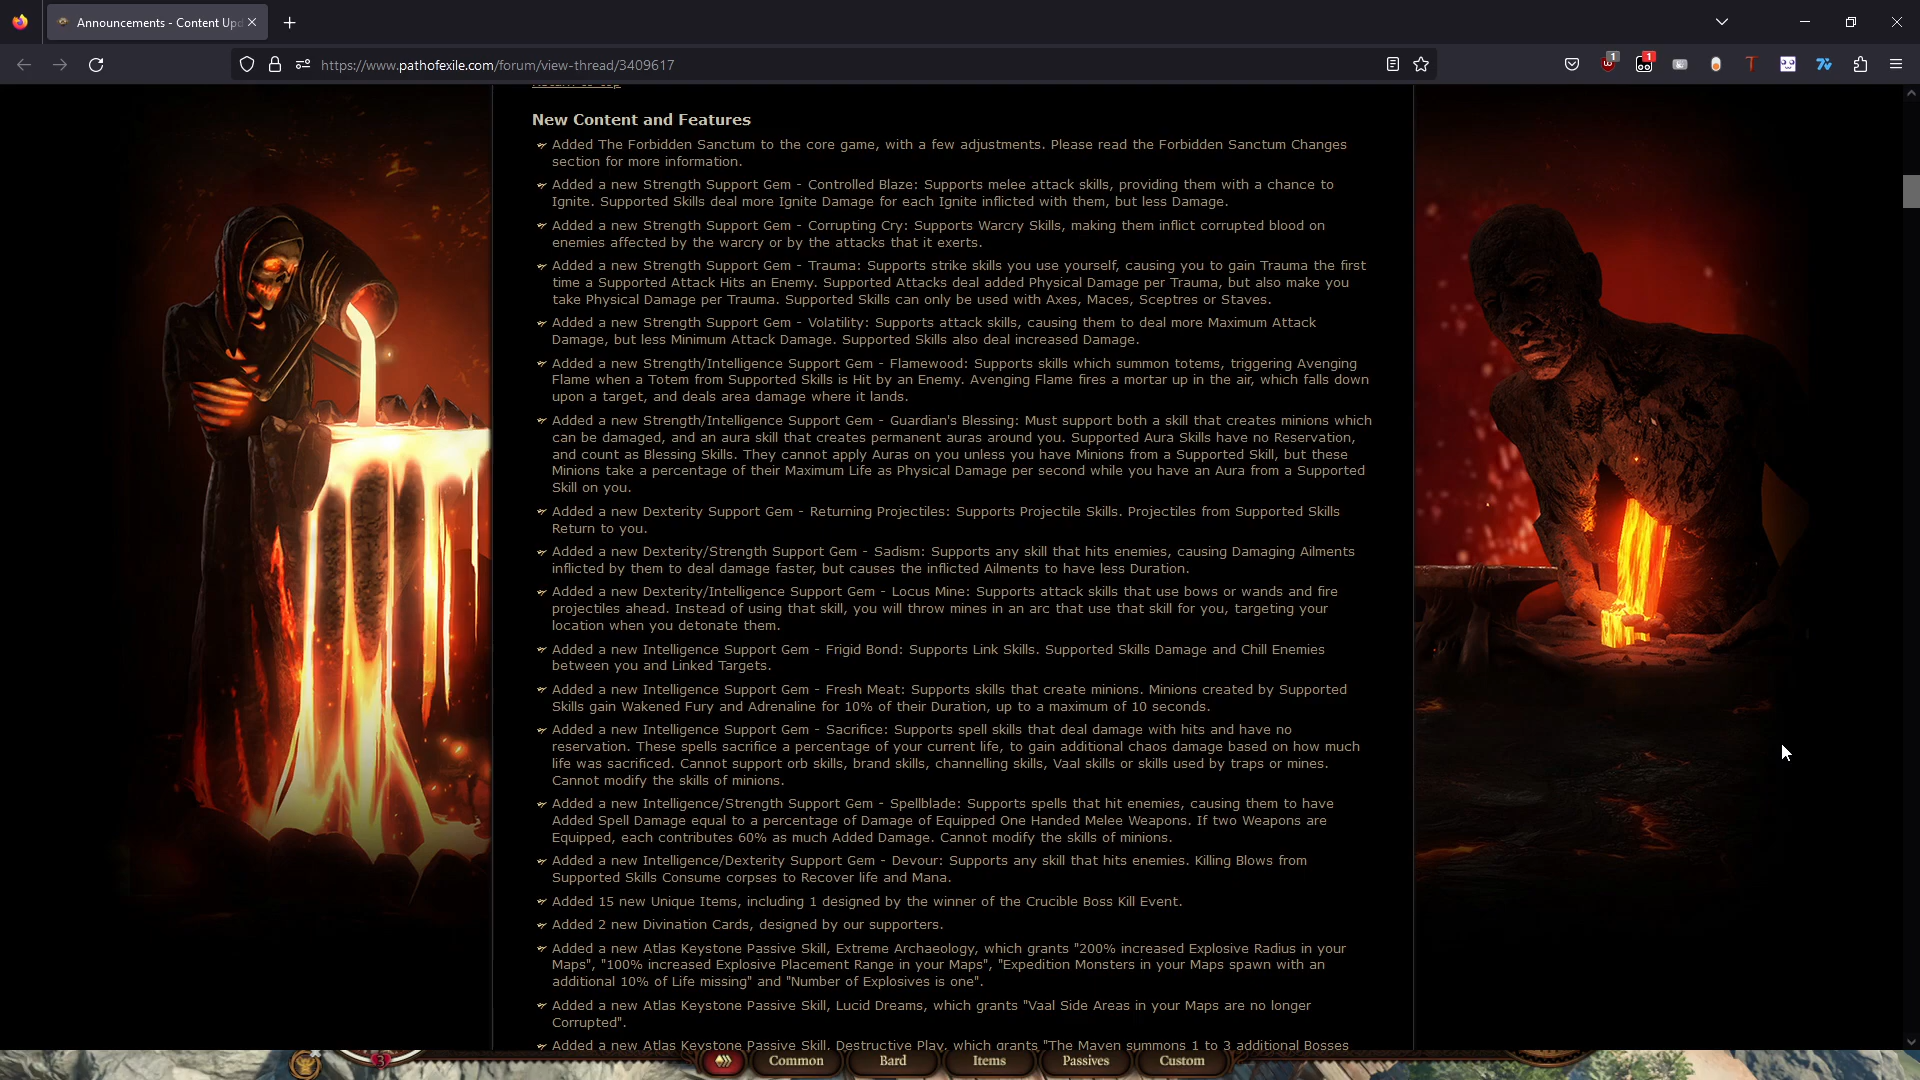 Announcements - Content Upd
https://www.pathofexile.com/forum/view-thread/3409617
1
1
Return to top
New Content and Features
Added The Forbidden Sanctum to the core game, with a few adjustments. Please read the Forbidden Sanctum Changes
section for more information.
Added a new Strength Support Gem - Controlled Blaze: Supports melee attack skills, providing them with a chance to
Ignite. Supported Skills deal more Ignite Damage for each Ignite inflicted with them, but less Damage.
Added a new Strength Support Gem - Corrupting Cry: Supports Warcry Skills, making them inflict corrupted blood on
enemies affected by the warcry or by the attacks that it exerts.
Added a new Strength Support Gem - Trauma: Supports strike skills you use yourself, causing you to gain Trauma the first
time a Supported Attack Hits an Enemy. Supported Attacks deal added Physical Damage per Trauma, but also make you
take Physical Damage per Trauma. Supported Skills can only be used with Axes, Maces, Sceptres or Staves.
Added a new Strength Support Gem - Volatility: Supports attack skills, causing them to deal more Maximum Attack
Damage, but less Minimum Attack Damage. Supported Skills also deal increased Damage.
Added a new Strength/Intelligence Support Gem - Flamewood: Supports skills which summon totems, triggering Avenging
Flame when a Totem from Supported Skills is Hit by an Enemy. Avenging Flame fires a mortar up in the air, which falls down
upon a target, and deals area damage where it lands.
Added a new Strength/Intelligence Support Gem - Guardian's Blessing: Must support both a skill that creates minions which
can be damaged, and an aura skill that creates permanent auras around you. Supported Aura Skills have no Reservation,
and count as Blessing Skills. They cannot apply Auras on you unless you have Minions from a Supported Skill, but these
Minions take a percentage of their Maximum Life as Physical Damage per second while you have an Aura from a Supported
Skill on you.
Added a new Dexterity Support Gem - Returning Projectiles: Supports Projectile Skills. Projectiles from Supported Skills
Return to you.
Added a new Dexterity/Strength Support Gem - Sadism: Supports any skill that hits enemies, causing Damaging Ailments
inflicted by them to deal damage faster, but causes the inflicted Ailments to have less Duration.
Added a new Dexterity/Intelligence Support Gem - Locus Mine: Supports attack skills that use bows or wands and fire
projectiles ahead. Instead of using that skill, you will throw mines in an arc that use that skill for you, targeting your
location when you detonate them.
Added a new Intelligence Support Gem - Frigid Bond: Supports Link Skills. Supported Skills Damage and Chill Enemies
between you and Linked Targets.
Added a new Intelligence Support Gem - Fresh Meat: Supports skills that create minions. Minions created by Supported
Skills gain Wakened Fury and Adrenaline for 10% of their Duration, up to a maximum of 10 seconds.
Added a new Intelligence Support Gem - Sacrifice: Supports spell skills that deal damage with hits and have no
reservation. These spells sacrifice a percentage of your current life, to gain additional chaos damage based on how much
life was sacrificed. Cannot support orb skills, brand skills, channelling skills, Vaal skills or skills used by traps or mines.
Cannot modify the skills of minions.
Added a new Intelligence/Strength Support Gem - Spellblade: Supports spells that hit enemies, causing them to have
Added Spell Damage equal to a percentage of Damage of Equipped One Handed Melee Weapons. If two Weapons are
Equipped, each contributes 60% as much Added Damage. Cannot modify the skills of minions.
Added a new Intelligence/Dexterity Support Gem - Devour: Supports any skill that hits enemies. Killing Blows from
Supported Skills Consume corpses to Recover life and Mana.
Added 15 new Unique Items, including 1 designed by the winner of the Crucible Boss Kill Event.
Added 2 new Divination Cards, designed by our supporters.
Added a new Atlas Keystone Passive Skill, Extreme Archaeology, which grants "200% increased Explosive Radius in your
Maps", "100% increased Explosive Placement Range in your Maps", "Expedition Monsters in your Maps spawn with an
additional 10% of Life missing" and "Number of Explosives is one".
Added a new Atlas Keystone Passive Skill, Lucid Dreams, which grants "Vaal Side Areas in your Maps are no longer
Corrupted".
Added a new Atlas Keystone Passive Skill, Destructive Play, which grants "The Maven summons 1 to 3 additional Bosses
3
Common
Bard
Items
Passives
Custom